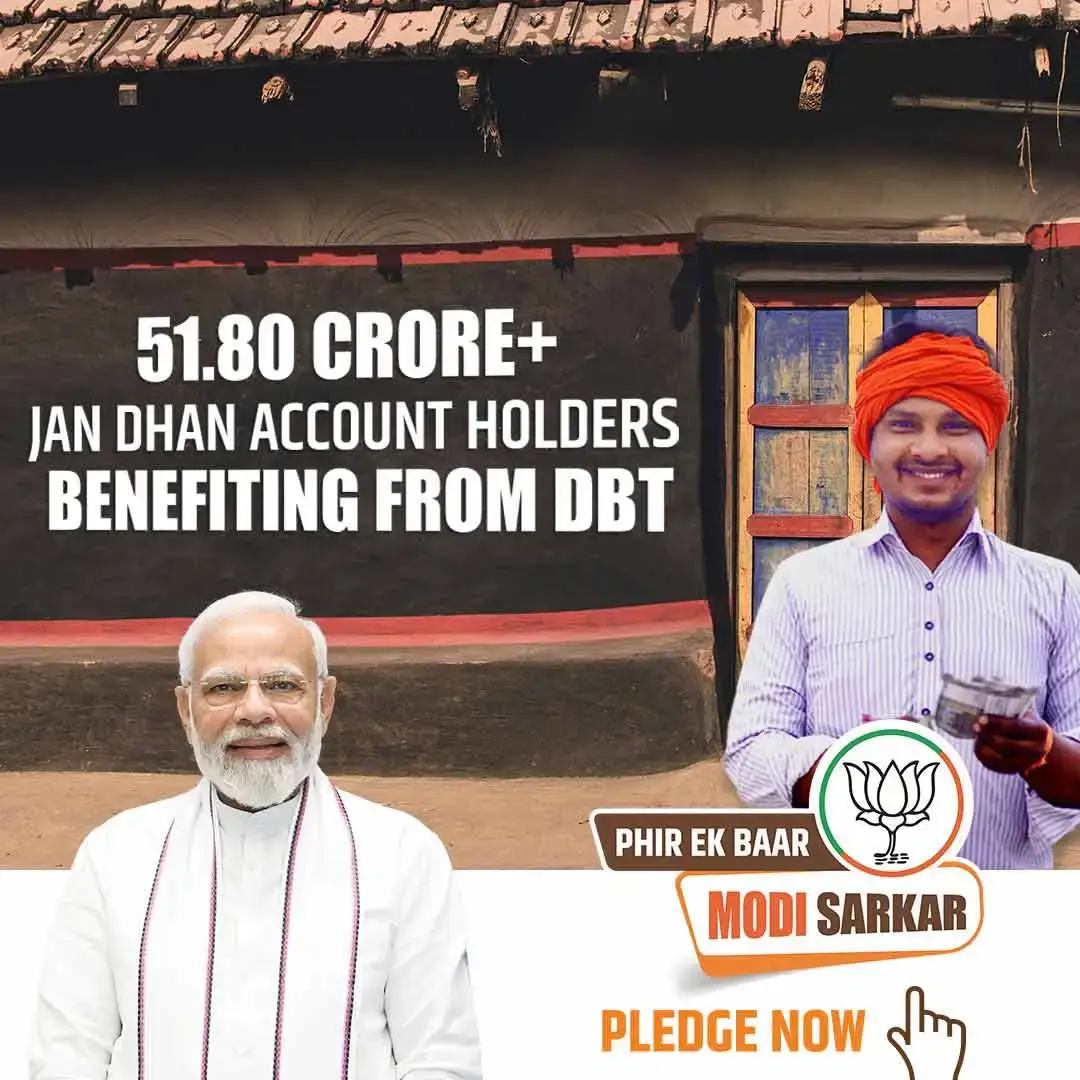 51.80 CRORE+
JAN DHAN ACCOUNT HOLDERS
BENEFITING FROM DBT
PHIR EK BAAR
MODI SARKAR
PLEDGE NOW